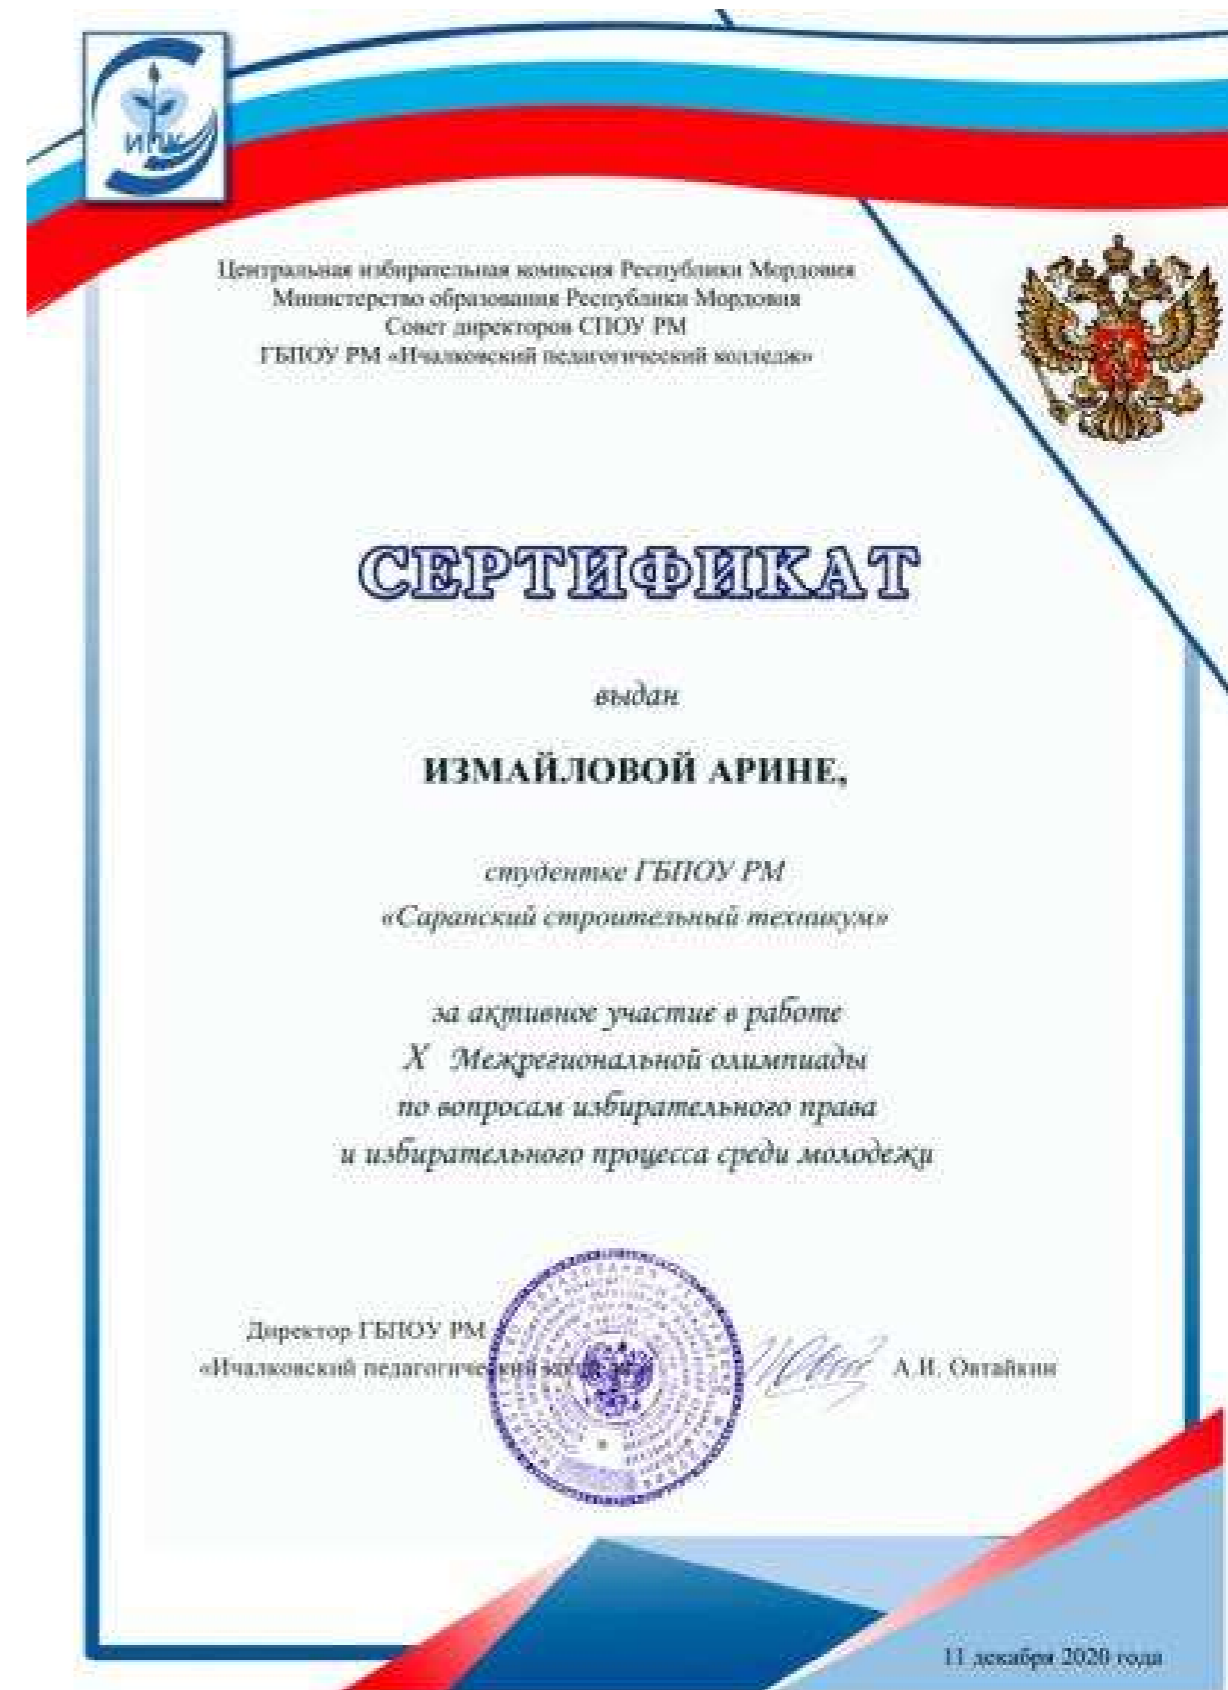 ИПК
Центральная избирательная комиссия Республики Мордовия
Министерство образования Республики Мордовия
Совет директоров СПОУ РМ
ГБПОУ РМ «Ичалковский педагогический колледж»
СЕРТИФИКАТ
выдан
ИЗМАЙЛОВОЙ АРИНЕ,
студентке ГБПОУ РМ
«Саранский строительный техникум»
за активное участие в работе
X Межрегиональной олимпиады
по вопросам избирательного права
и избирательного процесса среди молодежи
Директор ГБПОУ РМ
«Ичалковский педагогический А.И. Овтайкин
11 декабря 2020 года